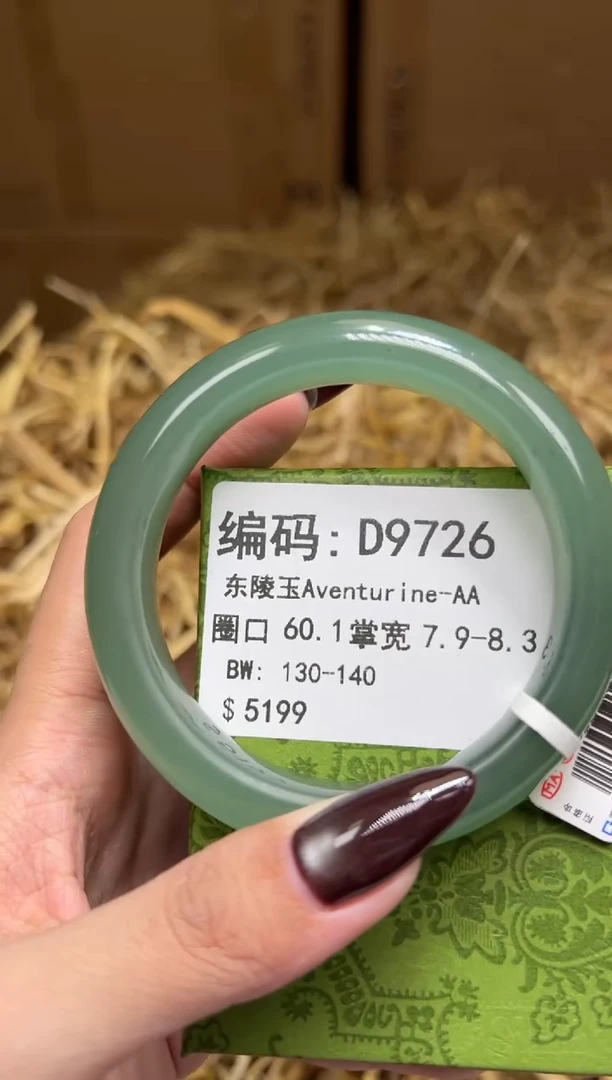 编码: D9726
东陵玉Aventurine-AA
圈口 60.1掌宽 7.9-8.3
BW: 130-140
$ 5199
MA